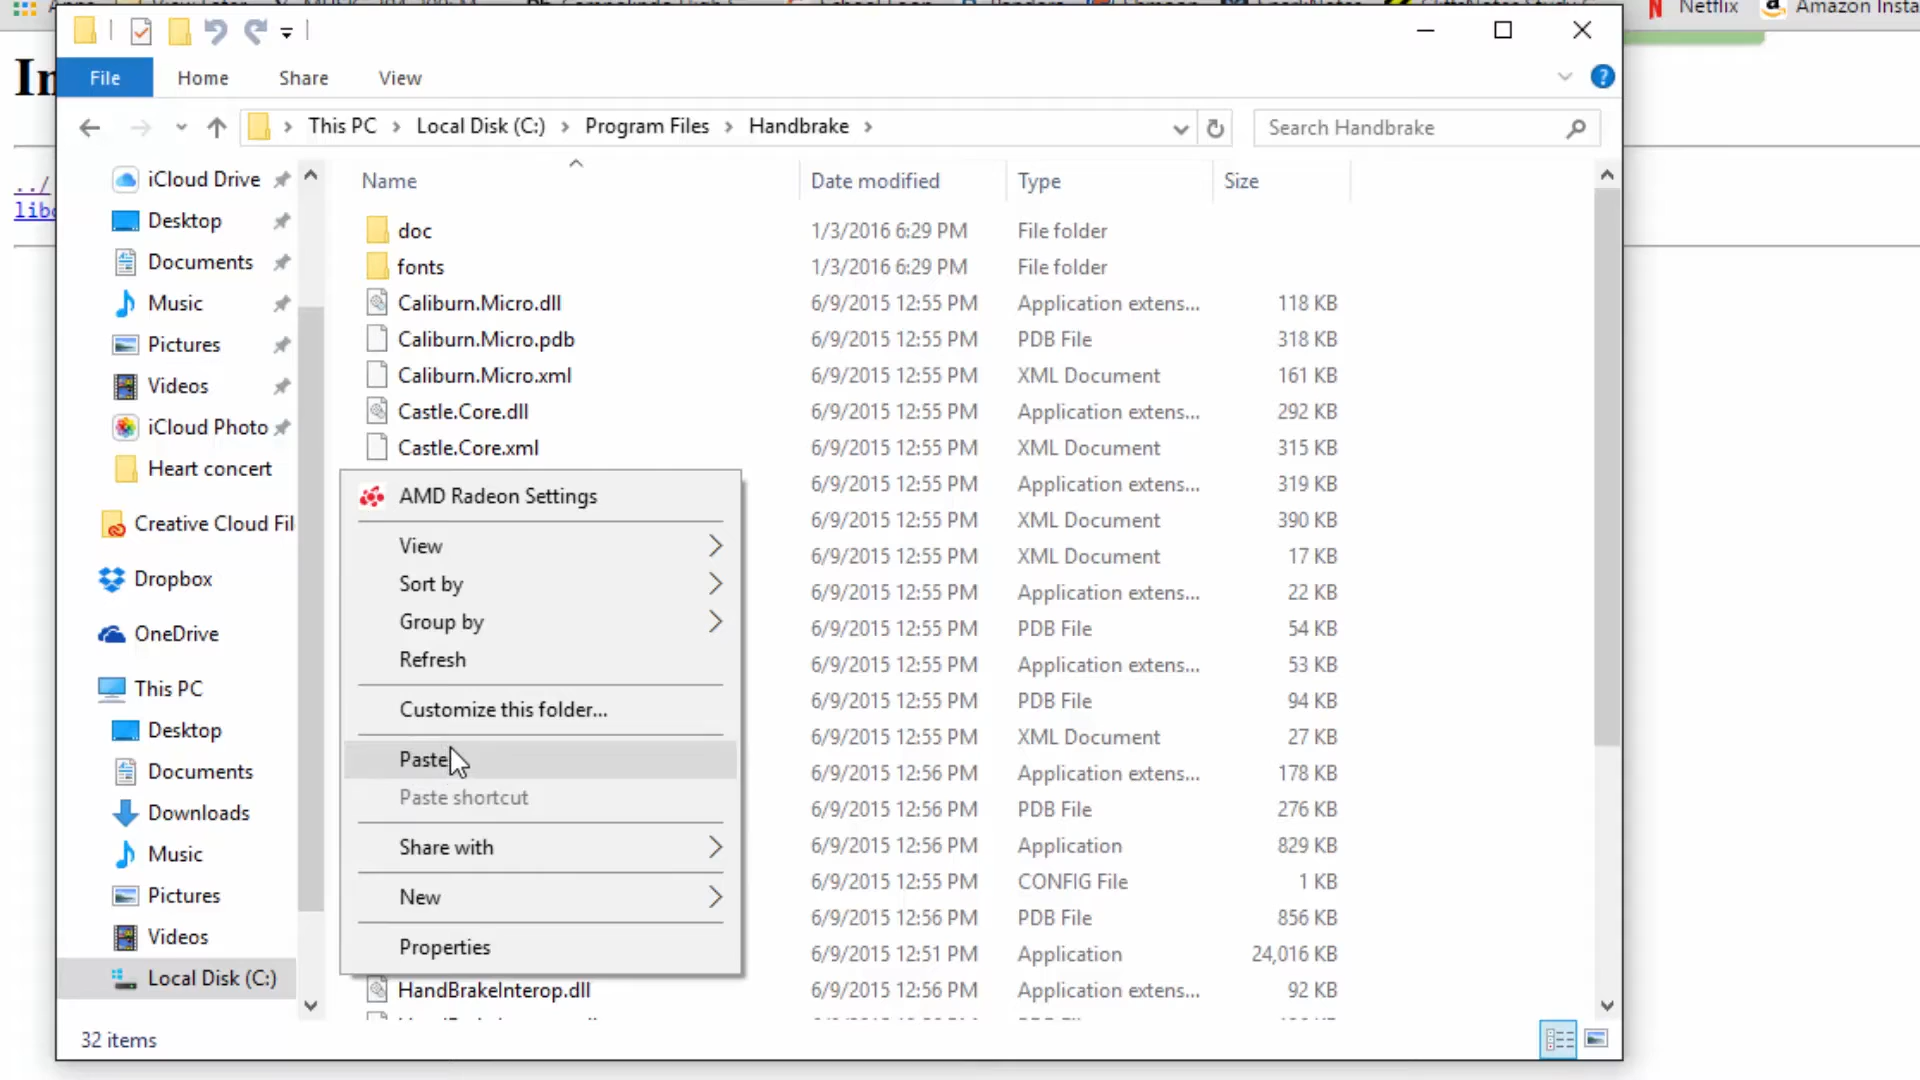 View Later
Netflix
Amazon Insta
In
../
libd
File
Home
Share
View
This PC
Local Disk (C:)
Program Files
Handbrake
Search Handbrake
Name
Date modified
Type
Size
iCloud Drive
Desktop
Documents
Music
Pictures
Videos
iCloud Photo
Heart concert
Creative Cloud Fil
Dropbox
OneDrive
This PC
Desktop
Documents
Downloads
Music
Pictures
Videos
Local Disk (C:)
doc 1/3/2016 6:29 PM File folder
fonts 1/3/2016 6:29 PM File folder
Caliburn.Micro.dll 6/9/2015 12:55 PM Application extens... 118 KB
Caliburn.Micro.pdb 6/9/2015 12:55 PM PDB File 318 KB
Caliburn.Micro.xml 6/9/2015 12:55 PM XML Document 161 KB
Castle.Core.dll 6/9/2015 12:55 PM Application extens... 292 KB
Castle.Core.xml 6/9/2015 12:55 PM XML Document 315 KB
6/9/2015 12:55 PM Application extens... 319 KB
6/9/2015 12:55 PM XML Document 390 KB
6/9/2015 12:55 PM XML Document 17 KB
6/9/2015 12:55 PM Application extens... 22 KB
6/9/2015 12:55 PM PDB File 54 KB
6/9/2015 12:55 PM Application extens... 53 KB
6/9/2015 12:55 PM PDB File 94 KB
6/9/2015 12:55 PM XML Document 27 KB
6/9/2015 12:56 PM Application extens... 178 KB
6/9/2015 12:56 PM PDB File 276 KB
6/9/2015 12:56 PM Application 829 KB
6/9/2015 12:55 PM CONFIG File 1 KB
6/9/2015 12:56 PM PDB File 856 KB
6/9/2015 12:51 PM Application 24,016 KB
HandBrakeInterop.dll 6/9/2015 12:56 PM Application extens... 92 KB
AMD Radeon Settings
View
Sort by
Group by
Refresh
Customize this folder...
Paste
Paste shortcut
Share with
New
Properties
32 items